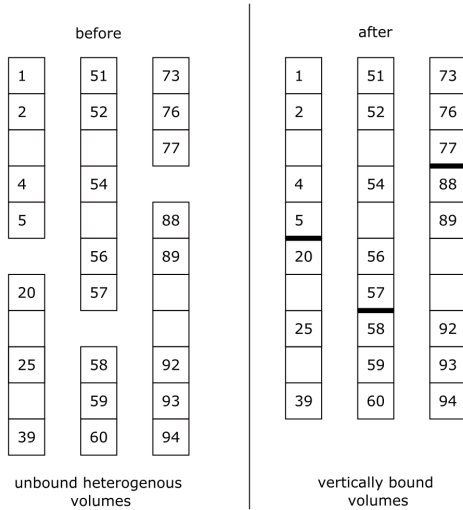 before
after
1 51 73
2 52 76
77
4 54
5 88
56 89
20 57
25 58 92
59 93
39 60 94
1 51 73
2 52 76
77
4 54 88
5 89
20 56
57
25 58 92
59 93
39 60 94
unbound heterogenous
volumes
vertically bound
volumes